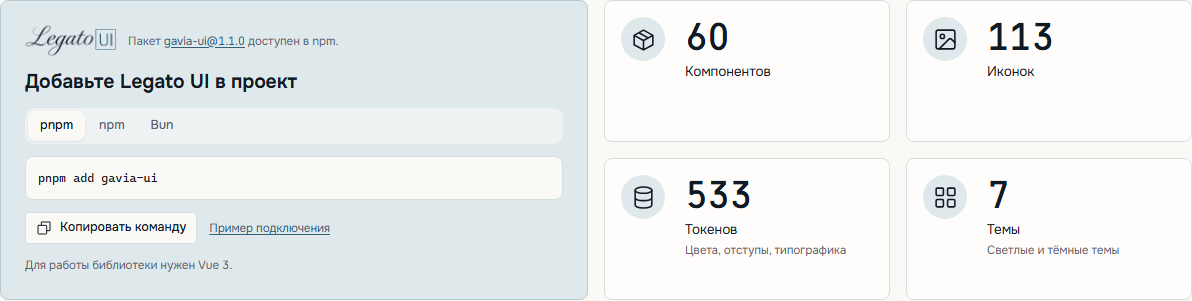 Legato UI Пакет gavia-ui@1.1.0 доступен в npm.
Добавьте Legato UI в проект
pnpm npm Bun
pnpm add gavia-ui
Копировать команду Пример подключения
Для работы библиотеки нужен Vue 3.
60
Компонентов
113
Иконок
533
Токенов
Цвета, отступы, типографика
7
Темы
Светлые и тёмные темы